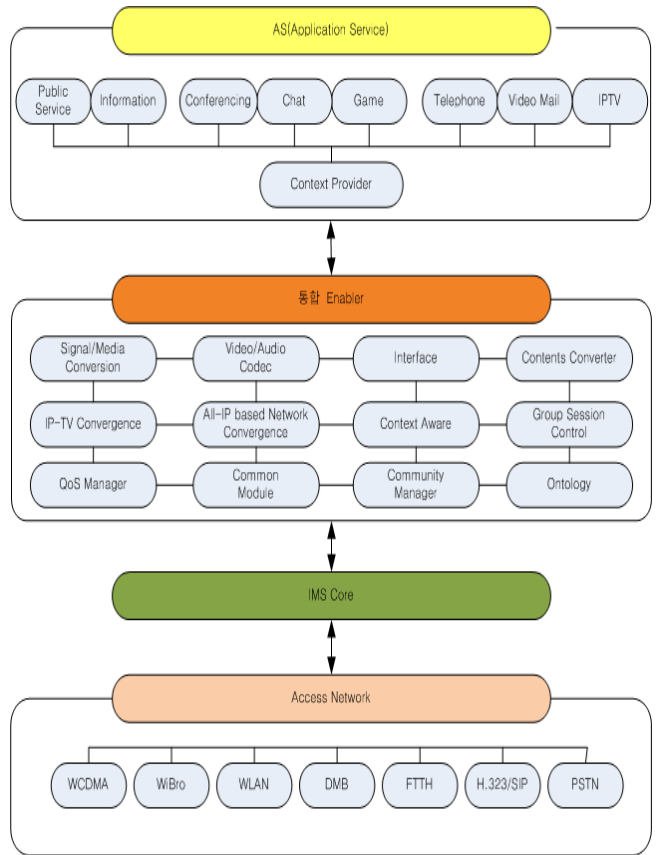 AS(Application Service)
Public
Service
Information
Conferencing
Chat
Game
Telephone
Video Mail
IPTV
Context Provider
통합 Enabler
Signal/Media
Conversion
Video/Audio
Codec
Interface
Contents Converter
IP-TV Convergence
All-IP based Network
Convergence
Context Aware
Group Session
Control
QoS Manager
Common
Module
Community
Manager
Ontology
IMS Core
Access Network
WCDMA
WiBro
WLAN
DMB
FTTH
H.323/SIP
PSTN